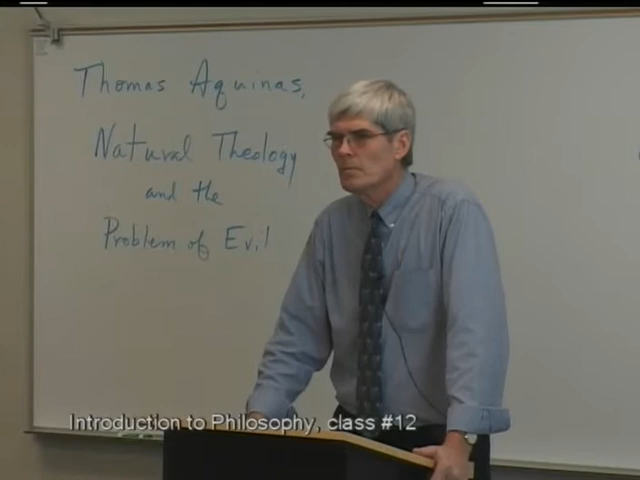 Thomas Aquinas,
Natural Theology
and the
Problem of Evil
Introduction to Philosophy, class #12